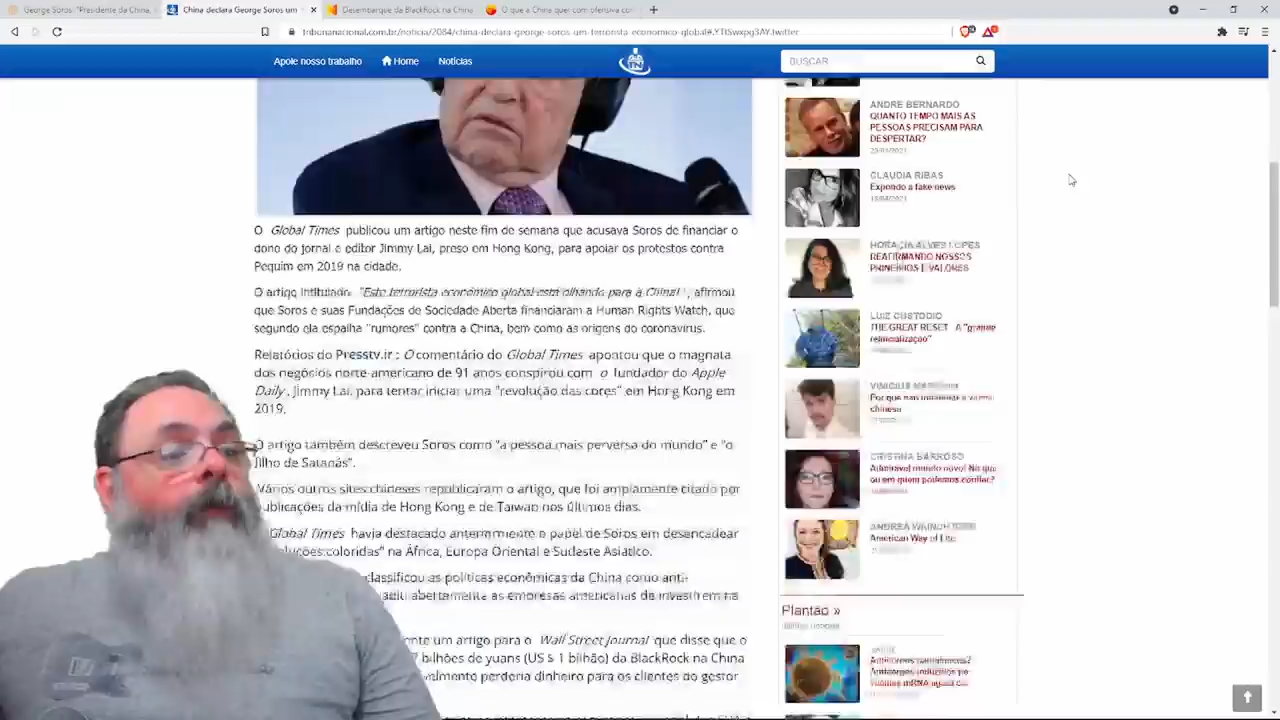 George Soros: "Presidente da China,
China declara George Soros um
Desembarque da BlackRock na China
O que a China quer com ofensiva con
tribunanacional.com.br/noticia/2084/china-declara-george-soros-um-terrorista-economico-global#.YTISwxpg3AY.twitter
Apoie nosso trabalho
Home
Notícias
TN
BUSCAR
O Global Times publicou um artigo neste fim de semana que acusava Soros de financiar o
dono do jornal e editor Jimmy Lai, preso em Hong Kong, para apoiar os protestos contra
Pequim em 2019 na cidade.
O artigo, intitulado "Este terrorista econômico global está olhando para a China!", afirmou
que Soros e suas Fundações de Sociedade Aberta financiaram a Human Rights Watch, que
segundo ela espalha "rumores" contra a China, bem como as origens do coronavírus.
Relatórios do Presstv.ir: O comentário do Global Times apontou que o magnata
dos negócios norte-americano de 91 anos conspirou com o fundador do Apple
Daily, Jimmy Lai, para tentar iniciar uma "revolução das cores" em Hong Kong em
2019.
O artigo também descreveu Soros como "a pessoa mais perversa do mundo" e "o
filho de Satanás".
outros sites chineses republicaram o artigo, que foi amplamente citado por
publicações da mídia de Hong Kong e de Taiwan nos últimos dias.
Global Times havia destacado anteriormente o papel de Soros em desencadear
coloridas" na África, Europa Oriental e Sudeste Asiático.
classificou as políticas econômicas da China de anti-
as empresas americanas de investir em
um artigo para o Wall Street Journal que disse que o
bilhões de yuans (US $ 1 bilhão) da BlackRock na China
perderem dinheiro para os clientes do gestor
ANDRE BERNARDO
QUANTO TEMPO MAIS AS
PESSOAS PRECISAM PARA
DESPERTAR?
CLAUDIA RIBAS
Expondo a fake news
HORAÇIA ALVES LOPES
REAFIRMANDO NOSSOS
PRINCÍPIOS E VALORES
LUIZ CUSTODIO
THE GREAT RESET A "grande
CRISTINA BARROSO
Admirável mundo novo! No que
ou em quem podemos confiar?
ANDREA
American Way of Life
Plantão »